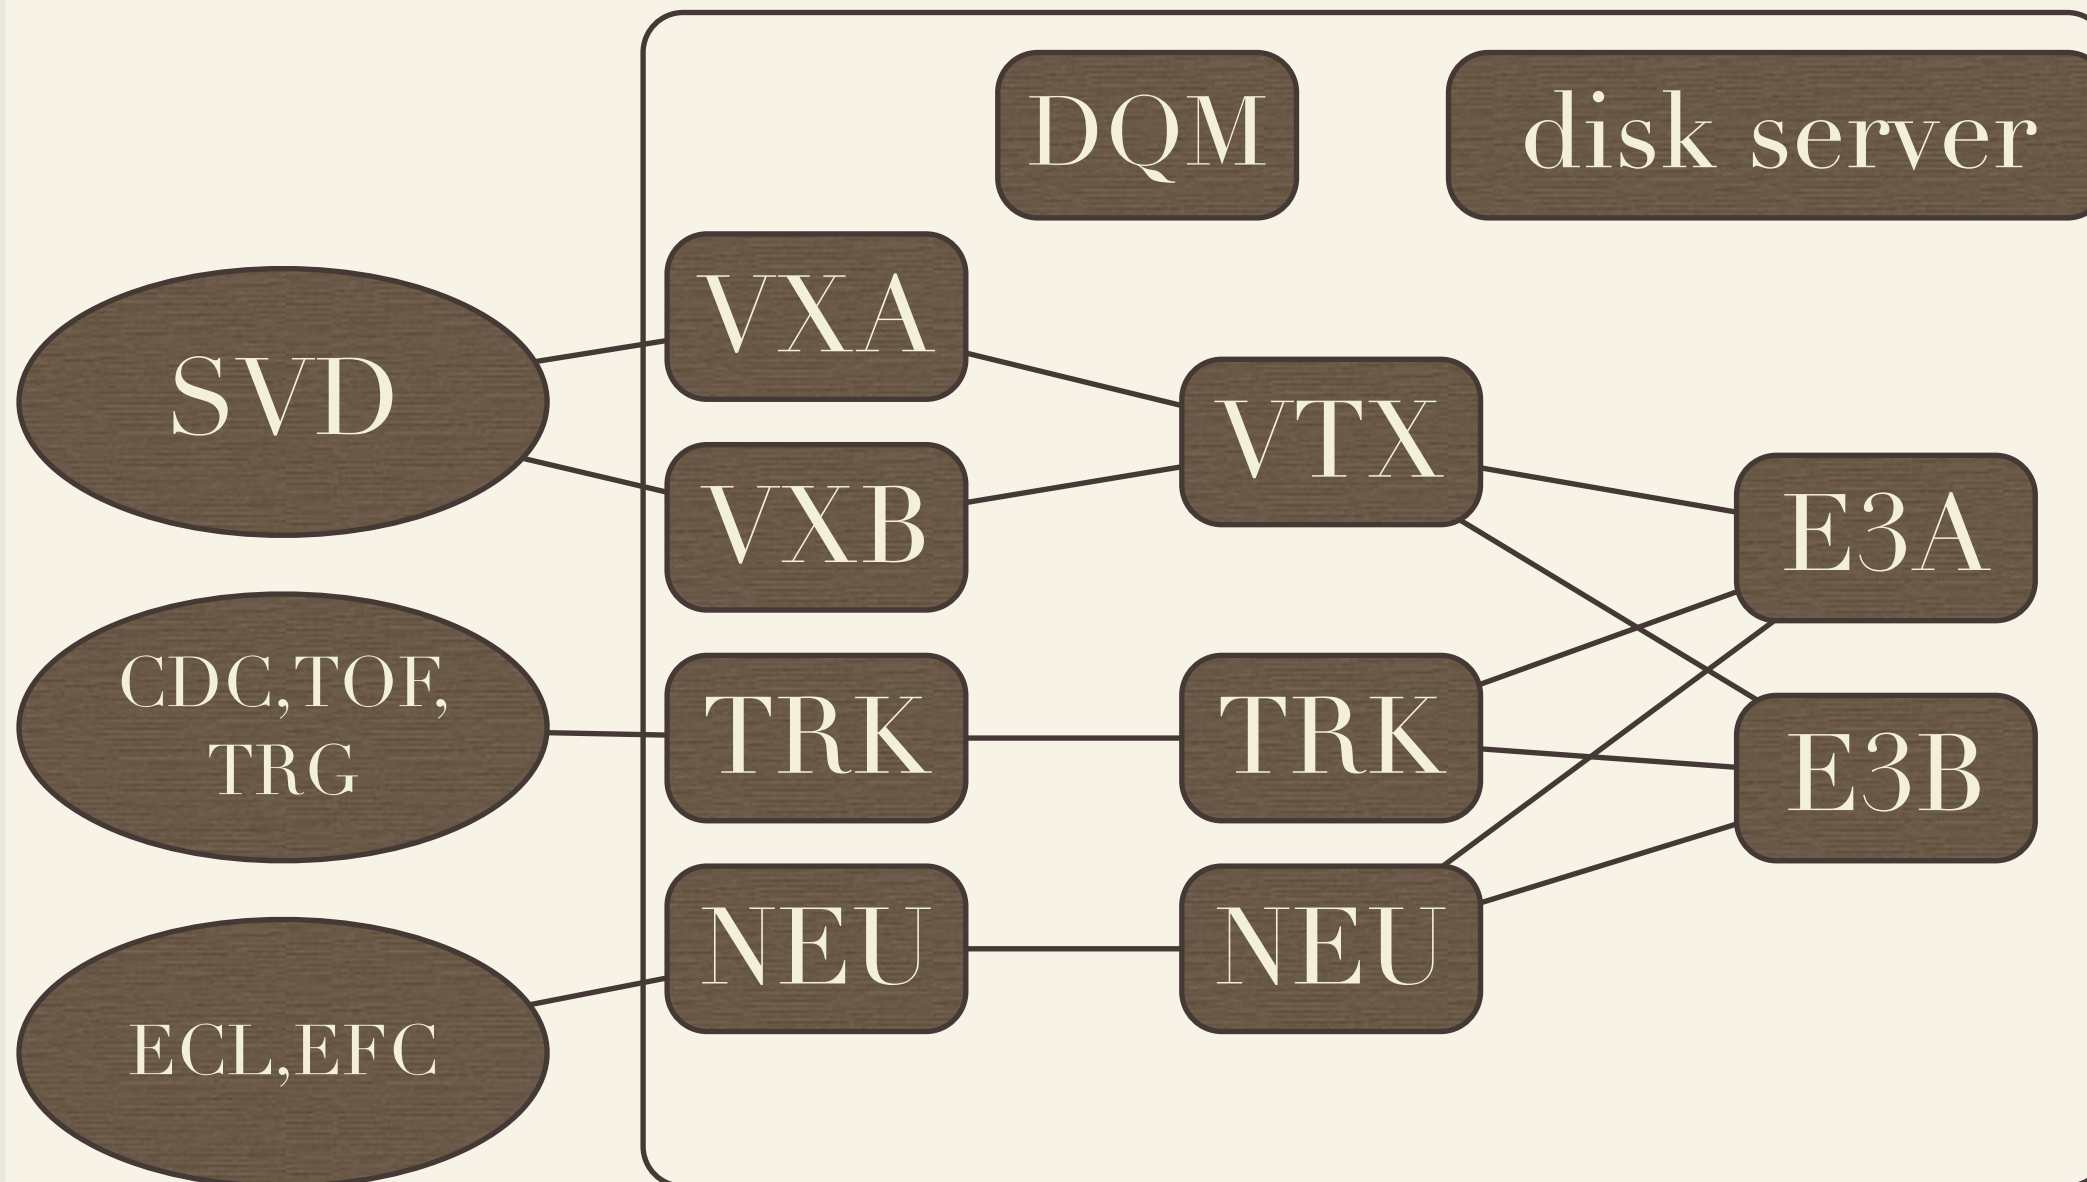 DQM
disk server
VXA
SVD
VTX
VXB
E3A
CDC,TOF,
TRG
TRK
TRK
E3B
NEU
NEU
ECL,EFC